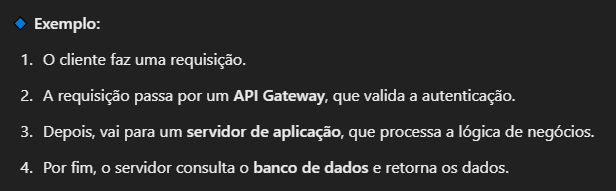 Exemplo:
1. O cliente faz uma requisição.
2. A requisição passa por um API Gateway, que valida a autenticação.
3. Depois, vai para um servidor de aplicação, que processa a lógica de negócios.
4. Por fim, o servidor consulta o banco de dados e retorna os dados.